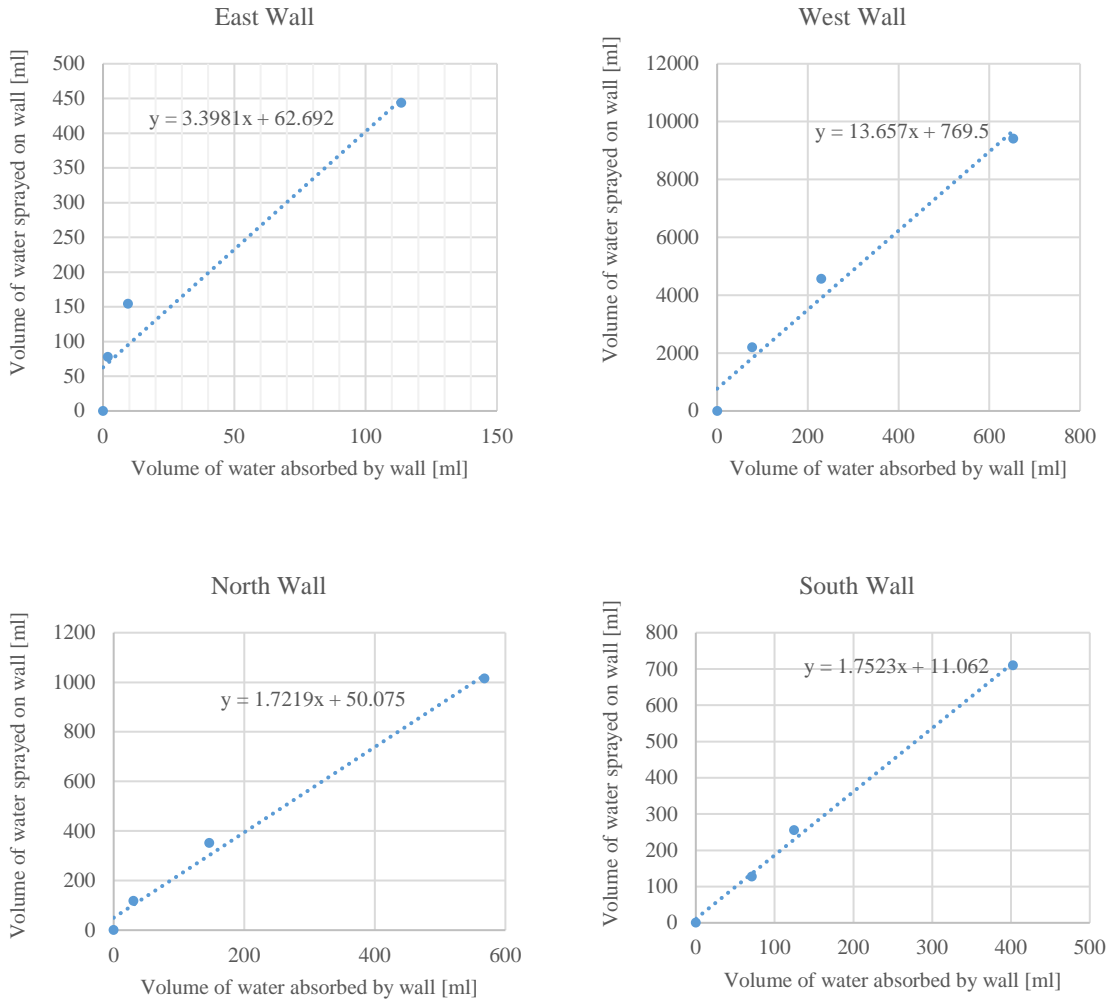 East Wall
Volume of water sprayed on wall [ml]
500
450
400
350
300
250
200
150
100
50
0
y = 3.3981x + 62.692
0 50 100 150
Volume of water absorbed by wall [ml]
West Wall
Volume of water sprayed on wall [ml]
12000
10000
8000
6000
4000
2000
0
y = 13.657x + 769.5
0 200 400 600 800
Volume of water absorbed by wall [ml]
North Wall
Volume of water sprayed on wall [ml]
1200
1000
800
600
400
200
0
y = 1.7219x + 50.075
0 200 400 600
Volume of water absorbed by wall [ml]
South Wall
Volume of water sprayed on wall [ml]
800
700
600
500
400
300
200
100
0
y = 1.7523x + 11.062
0 100 200 300 400 500
Volume of water absorbed by wall [ml]